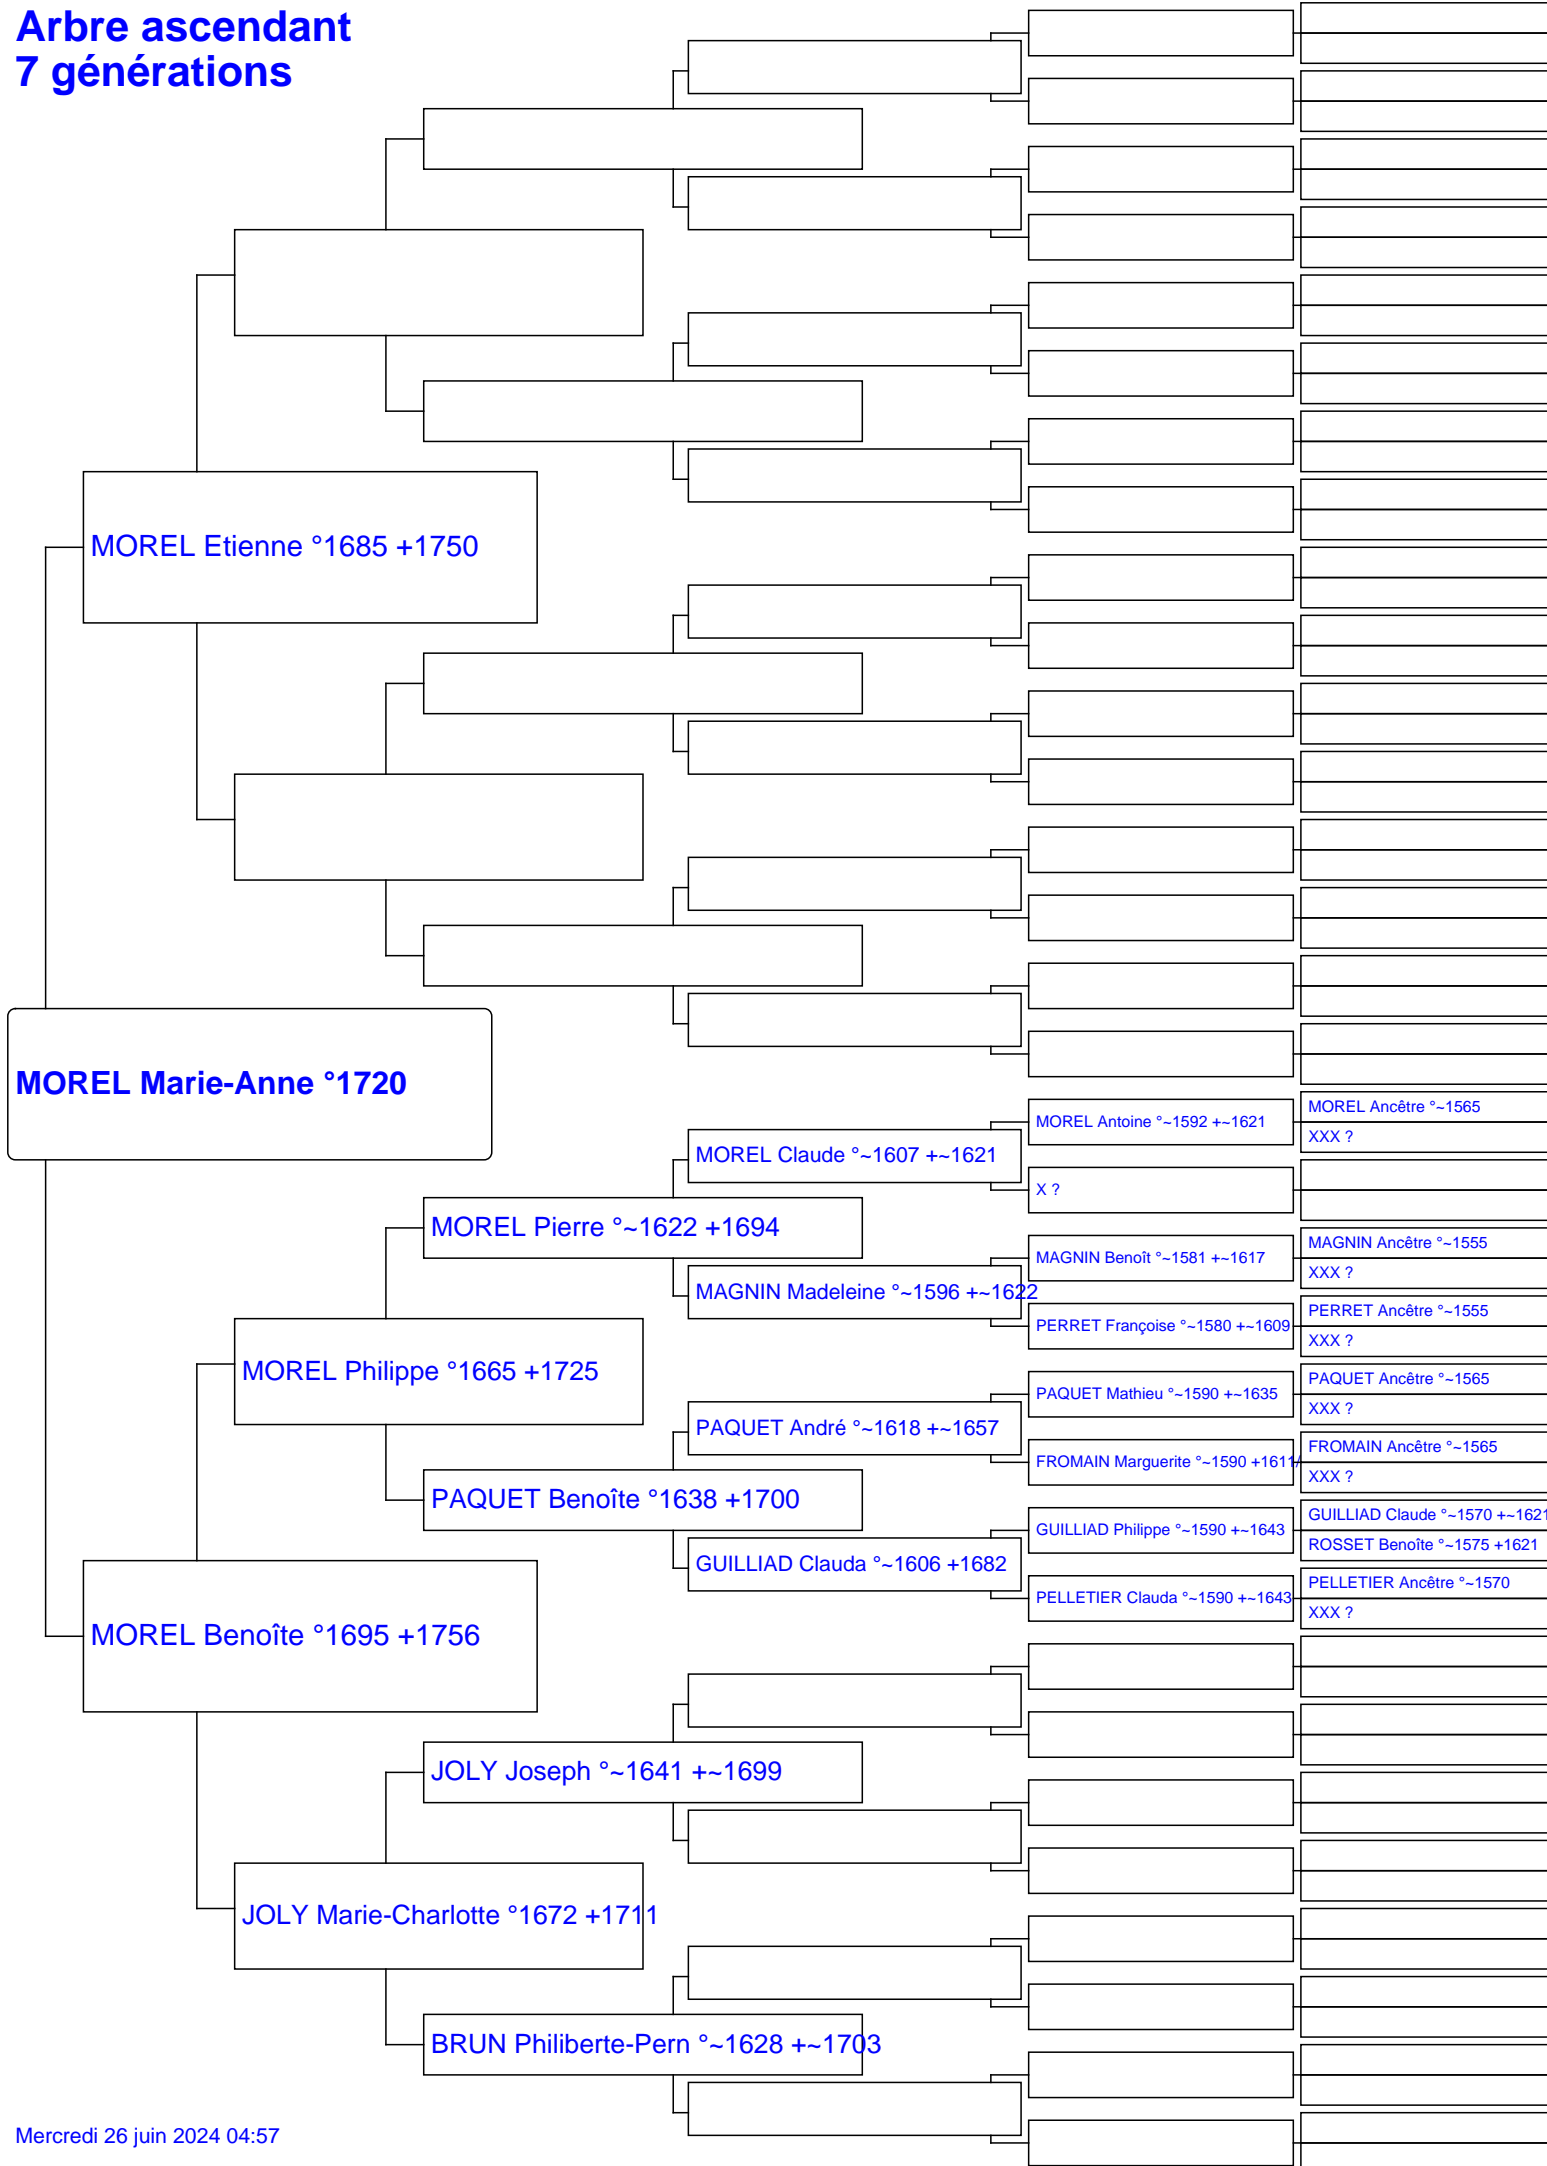 Arbre ascendant
7 générations
MOREL Etienne °1685 +1750
MOREL Marie-Anne °1720
MOREL Antoine °~1592 +~1621
MOREL Ancêtre °~1565
XXX ?
MOREL Claude °~1607 +~1621
X ?
MOREL Pierre °~1622 +1694
MAGNIN Benoît °~1581 +~1617
MAGNIN Ancêtre °~1555
XXX ?
MAGNIN Madeleine °~1596 +~1622
PERRET Françoise °~1580 +~1609
PERRET Ancêtre °~1555
XXX ?
MOREL Philippe °1665 +1725
PAQUET Mathieu °~1590 +~1635
PAQUET Ancêtre °~1565
XXX ?
PAQUET André °~1618 +~1657
FROMAIN Marguerite °~1590 +1611/
FROMAIN Ancêtre °~1565
XXX ?
PAQUET Benoîte °1638 +1700
GUILLIAD Philippe °~1590 +~1643
GUILLIAD Claude °~1570 +~1621
ROSSET Benoîte °~1575 +1621
GUILLIAD Clauda °~1606 +1682
PELLETIER Clauda °~1590 +~1643
PELLETIER Ancêtre °~1570
XXX ?
MOREL Benoîte °1695 +1756
JOLY Joseph °~1641 +~1699
JOLY Marie-Charlotte °1672 +1711
BRUN Philiberte-Pern °~1628 +~1703
Mercredi 26 juin 2024 04:57